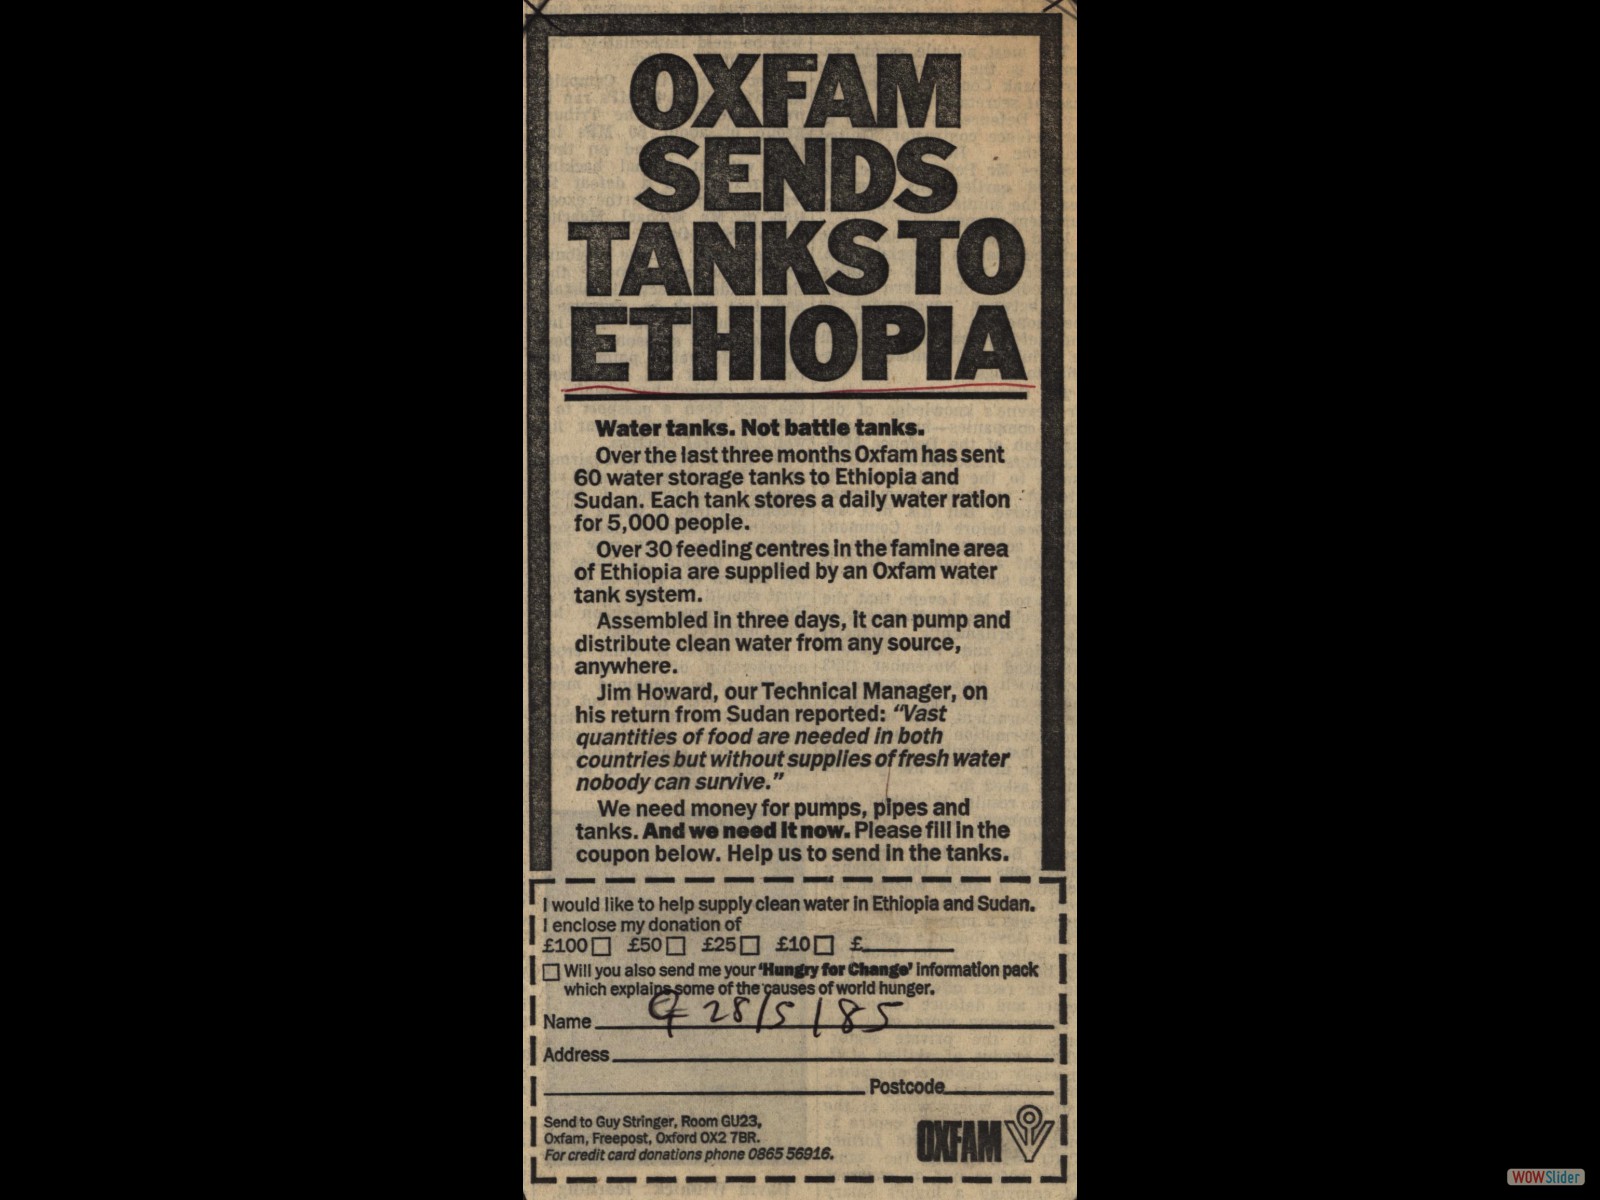 OXFAM
SENDS
TANKS TO
ETHIOPIA
Water tanks. Not battle tanks.
Over the last three months Oxfam has sent
60 water storage tanks to Ethiopia and
Sudan. Each tank stores a daily water ration
for 5,000 people.
Over 30 feeding centres in the famine area
of Ethiopia are supplied by an Oxfam water
tank system.
Assembled in three days, it can pump and
distribute clean water from any source,
anywhere.
Jim Howard, our Technical Manager, on
his return from Sudan reported: “Vast
quantities of food are needed in both
countries but without supplies of fresh water
nobody can survive.”
We need money for pumps, pipes and
tanks. And we need it now. Please fill in the
coupon below. Help us to send in the tanks.
I would like to help supply clean water in Ethiopia and Sudan.
I enclose my donation of
£100 £50 £25 £10 £
Will you also send me your ‘Hungry for Change’ information pack
which explains some of the causes of world hunger.
Name 28/5/85
Address
Postcode
Send to Guy Stringer, Room GU23,
Oxfam, Freepost, Oxford OX2 7BR.
For credit card donations phone 0865 56916.
OXFAM
WOWSlider